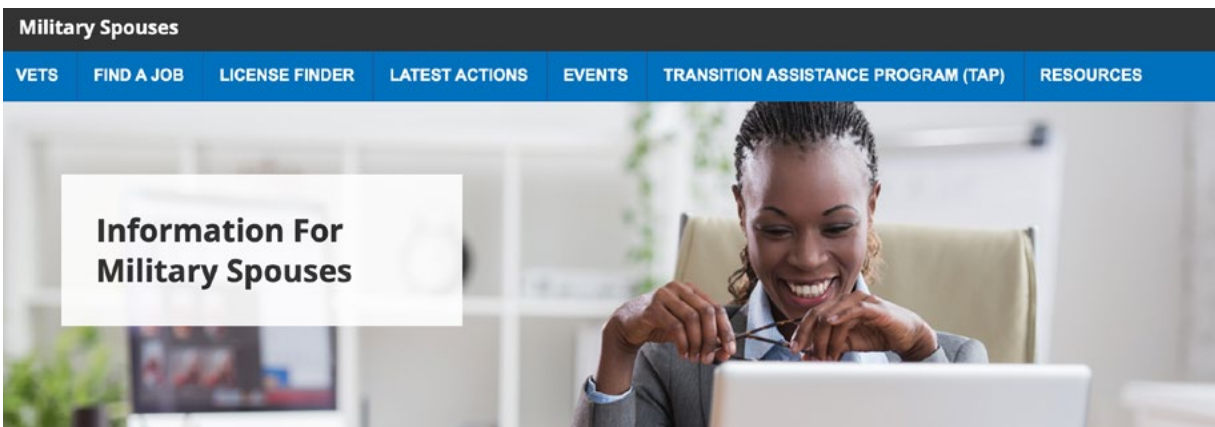 Military Spouses
VETS FIND A JOB LICENSE FINDER LATEST ACTIONS EVENTS TRANSITION ASSISTANCE PROGRAM (TAP) RESOURCES
Information For
Military Spouses